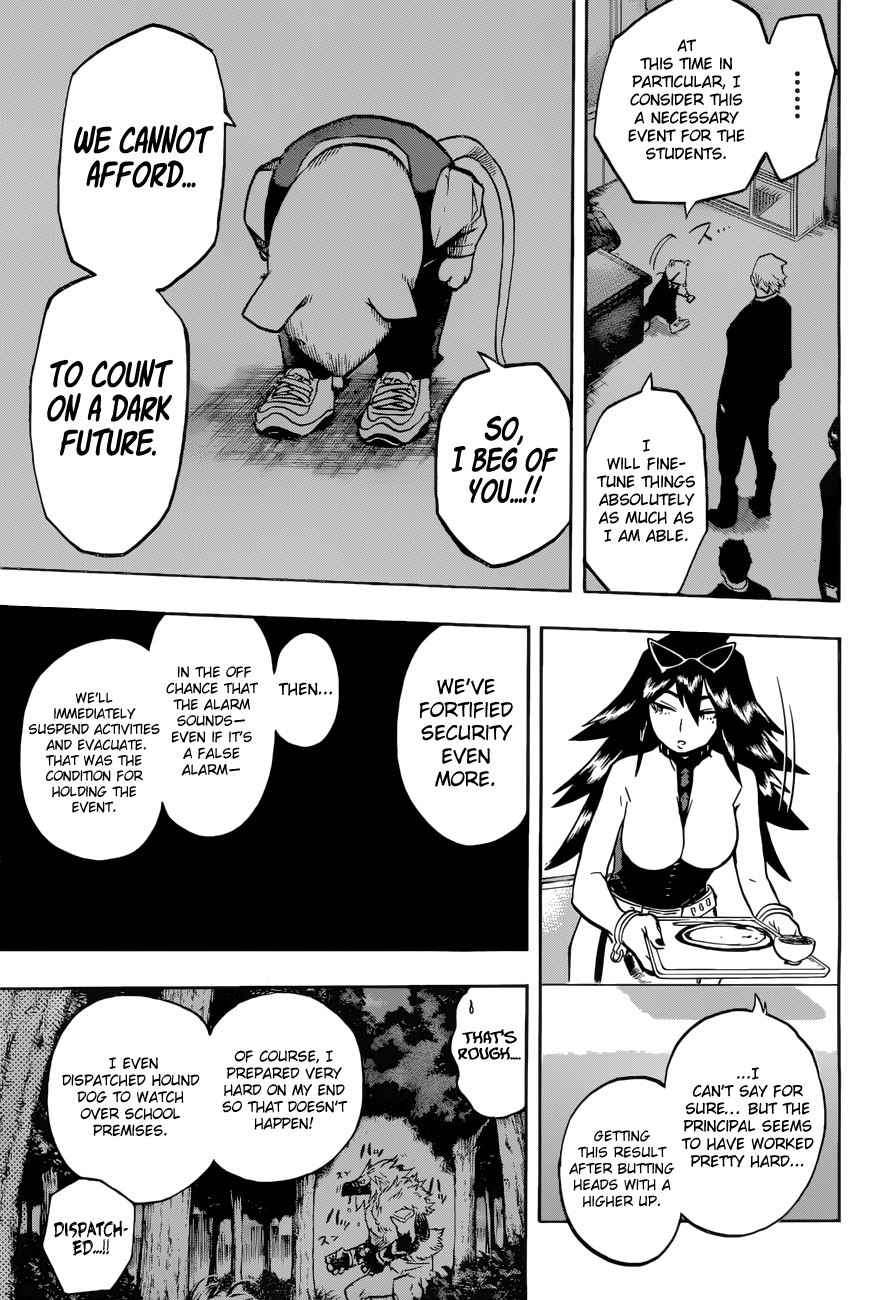 ......
AT
THIS TIME IN
PARTICULAR, I
CONSIDER THIS
A NECESSARY
EVENT FOR THE
STUDENTS.
ズ...
I
WILL FINE-
TUNE THINGS
ABSOLUTELY
AS MUCH AS
I AM ABLE.
SO,
I BEG OF
YOU...!!
WE CANNOT
AFFORD...
TO COUNT
ON A DARK
FUTURE.
WE'VE
FORTIFIED
SECURITY
EVEN
MORE.
THEN...
IN THE OFF
CHANCE THAT
THE ALARM
SOUNDS—
EVEN IF IT'S
A FALSE
ALARM—
WE'LL
IMMEDIATELY
SUSPEND ACTIVITIES
AND EVACUATE.
THAT WAS THE
CONDITION FOR
HOLDING THE
EVENT.
...I
CAN'T SAY FOR
SURE... BUT THE
PRINCIPAL SEEMS
TO HAVE WORKED
PRETTY HARD...
GETTING
THIS RESULT
AFTER BUTTING
HEADS WITH A
HIGHER UP.
THAT'S
ROUGH....
OF COURSE, I
PREPARED VERY
HARD ON MY END
SO THAT DOESN'T
HAPPEN!
I EVEN
DISPATCHED HOUND
DOG TO WATCH
OVER SCHOOL
PREMISES.
DISPATCH-
ED...!!